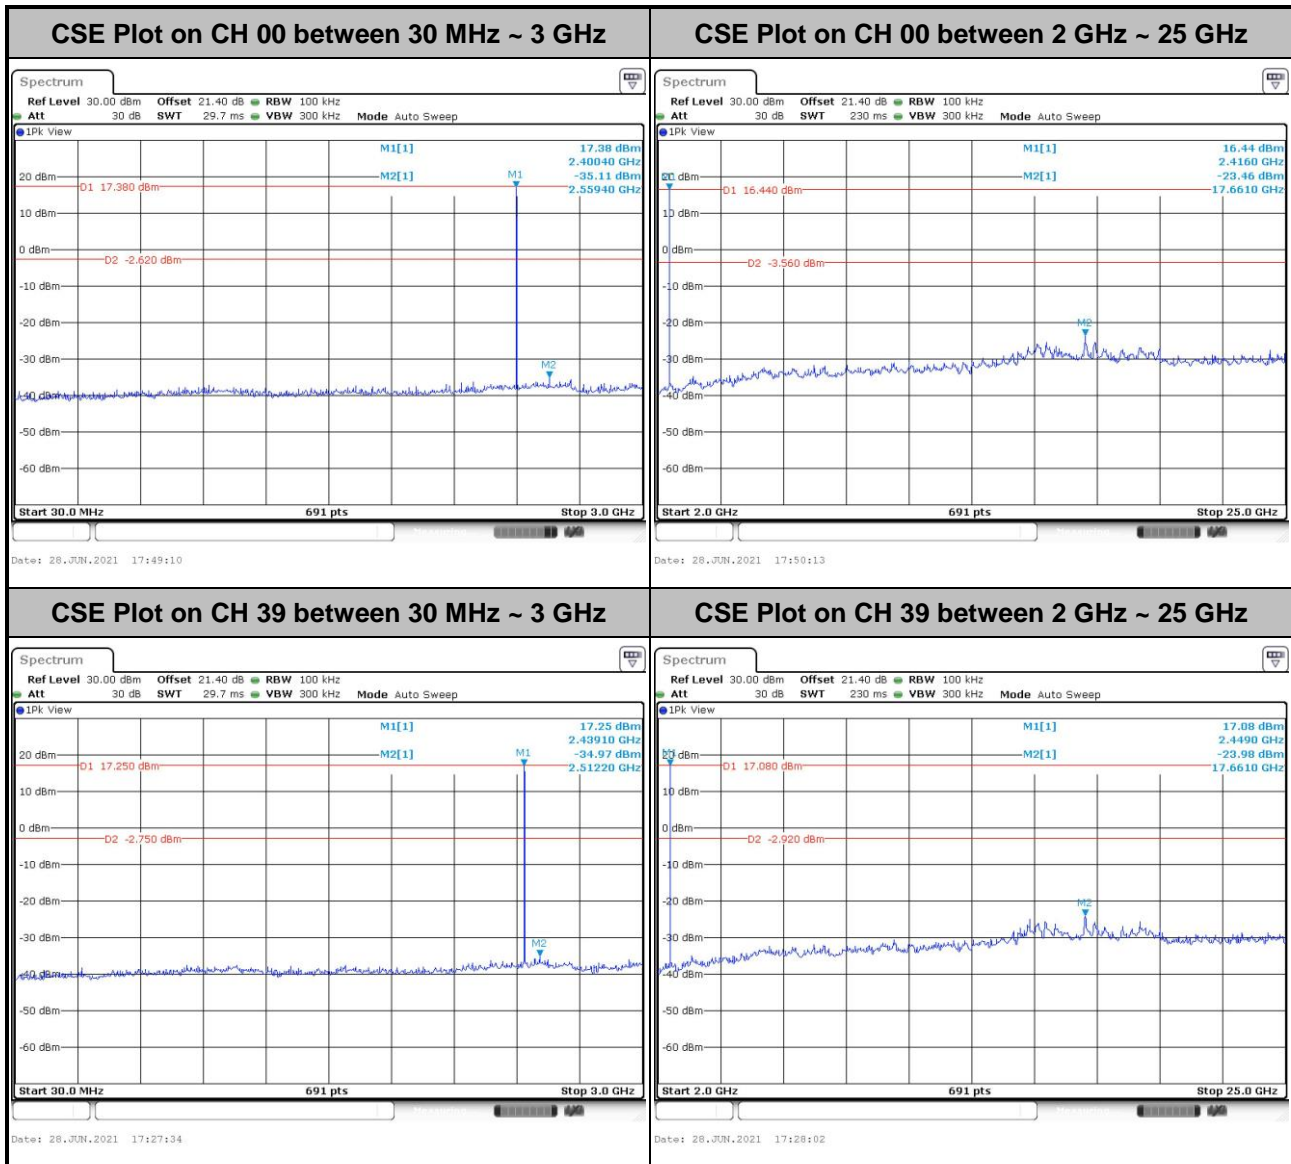 CSE Plot on CH 00 between 30 MHz ~ 3 GHz
Spectrum
Ref Level 30.00 dBm Offset 21.40 dB RBW 100 kHz
Att 30 dB SWT 29.7 ms VBW 300 kHz Mode Auto Sweep
1Pk View
M1[1] 17.38 dBm
2.40040 GHz
20 dBm M2[1] -35.11 dBm
D1 17.380 dBm M1 2.55940 GHz
10 dBm
0 dBm
D2 -2.620 dBm
-10 dBm
-20 dBm
-30 dBm
M2
-40 dBm
-50 dBm
-60 dBm
Start 30.0 MHz 691 pts Stop 3.0 GHz
Date: 28.JUN.2021 17:49:10
CSE Plot on CH 00 between 2 GHz ~ 25 GHz
Spectrum
Ref Level 30.00 dBm Offset 21.40 dB RBW 100 kHz
Att 30 dB SWT 230 ms VBW 300 kHz Mode Auto Sweep
1Pk View
M1[1] 16.44 dBm
2.4160 GHz
20 dBm M2[1] -23.46 dBm
D1 16.440 dBm 17.6610 GHz
10 dBm
0 dBm
D2 -3.560 dBm
-10 dBm
-20 dBm
M2
-30 dBm
-40 dBm
-50 dBm
-60 dBm
Start 2.0 GHz 691 pts Stop 25.0 GHz
Date: 28.JUN.2021 17:50:13
CSE Plot on CH 39 between 30 MHz ~ 3 GHz
Spectrum
Ref Level 30.00 dBm Offset 21.40 dB RBW 100 kHz
Att 30 dB SWT 29.7 ms VBW 300 kHz Mode Auto Sweep
1Pk View
M1[1] 17.25 dBm
2.43910 GHz
20 dBm M2[1] M1 -34.97 dBm
D1 17.250 dBm 2.51220 GHz
10 dBm
0 dBm
D2 -2.750 dBm
-10 dBm
-20 dBm
-30 dBm
M2
-40 dBm
-50 dBm
-60 dBm
Start 30.0 MHz 691 pts Stop 3.0 GHz
Date: 28.JUN.2021 17:27:34
CSE Plot on CH 39 between 2 GHz ~ 25 GHz
Spectrum
Ref Level 30.00 dBm Offset 21.40 dB RBW 100 kHz
Att 30 dB SWT 230 ms VBW 300 kHz Mode Auto Sweep
1Pk View
M1[1] 17.08 dBm
2.4490 GHz
20 dBm M2[1] -23.98 dBm
D1 17.080 dBm 17.6610 GHz
10 dBm
0 dBm
D2 -2.920 dBm
-10 dBm
-20 dBm
M2
-30 dBm
-40 dBm
-50 dBm
-60 dBm
Start 2.0 GHz 691 pts Stop 25.0 GHz
Date: 28.JUN.2021 17:28:02